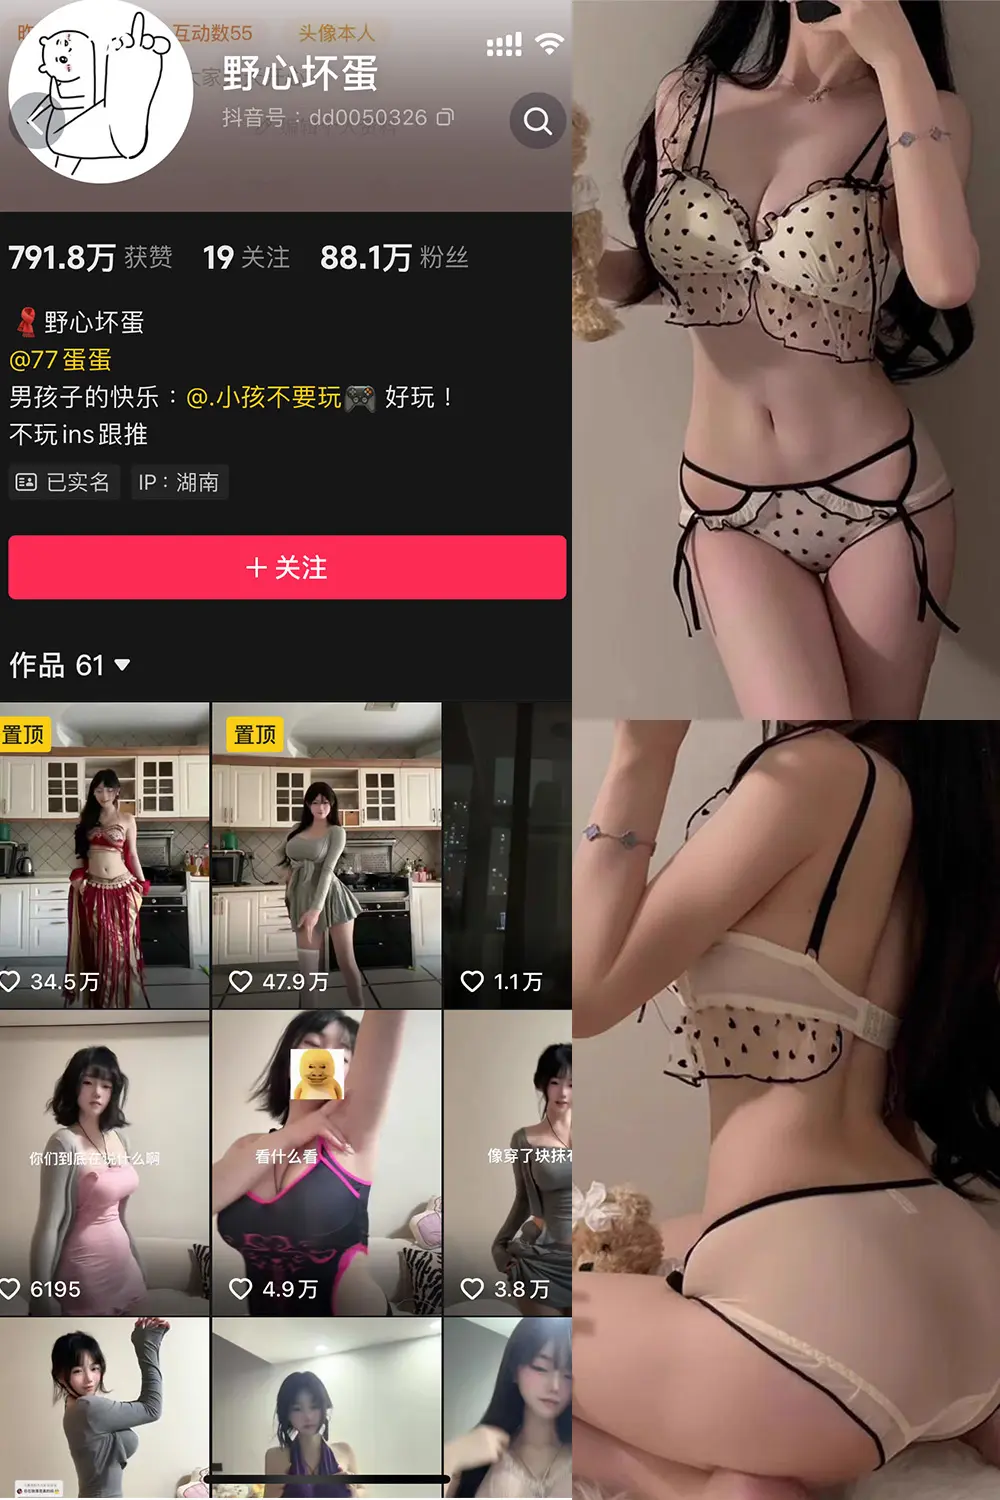 互动数55 头像本人
野心坏蛋
抖音号：dd0050326
791.8万 获赞 19 关注 88.1万 粉丝
野心坏蛋
@77蛋蛋
男孩子的快乐：@.小孩不要玩🎮 好玩！
不玩ins跟推
已实名 IP：湖南
+ 关注
作品 61
置顶 置顶
34.5万 47.9万 1.1万
你们到底在说什么啊 看什么看 像穿了块抹
6195 4.9万 3.8万